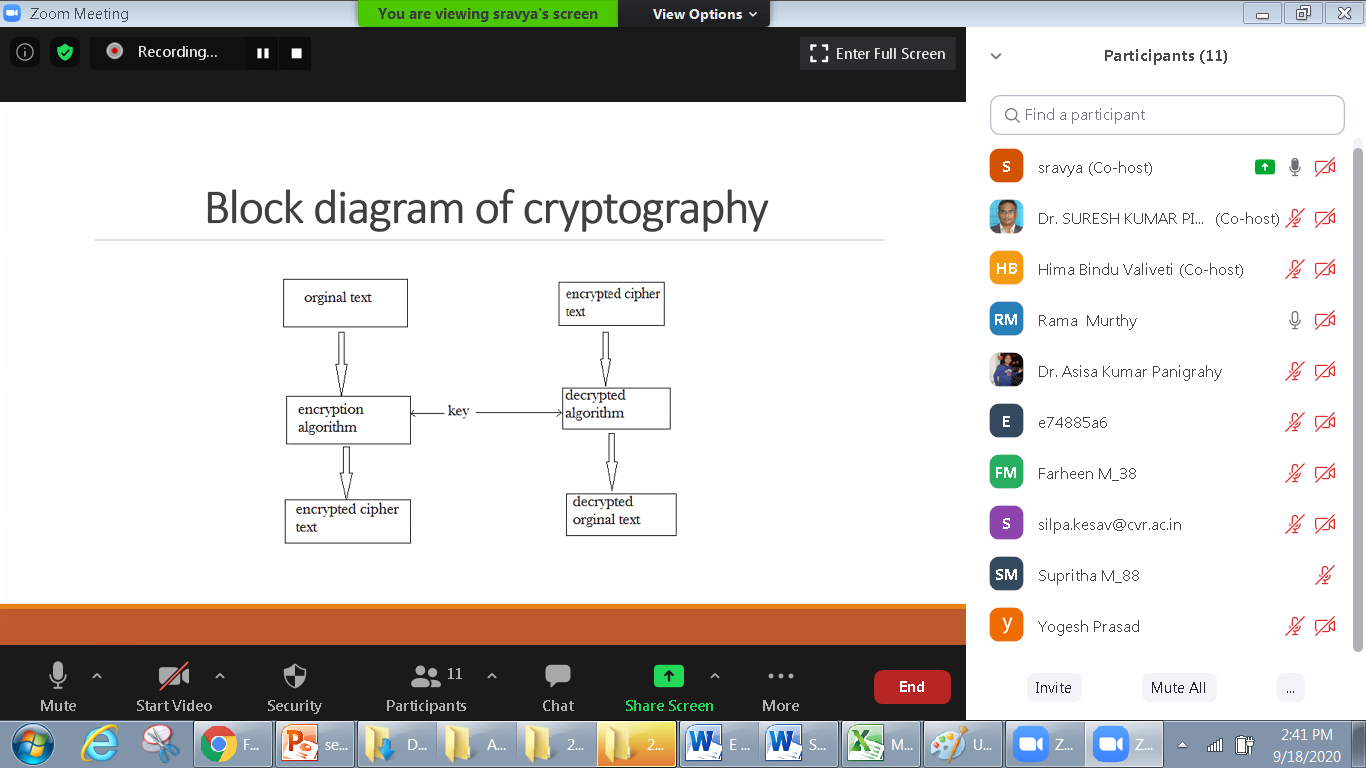 Zoom Meeting
You are viewing sravya's screen
View Options
Recording...
Enter Full Screen
Block diagram of cryptography
orginal text
encryption
algorithm
encrypted cipher
text
key
encrypted cipher
text
decrypted
algorithm
decrypted
orginal text
Participants (11)
Find a participant
S
sravya (Co-host)
Dr. SURESH KUMAR PI... (Co-host)
HB
Hima Bindu Valiveti (Co-host)
RM
Rama Murthy
Dr. Asisa Kumar Panigrahy
E
e74885a6
FM
Farheen M_38
S
silpa.kesav@cvr.ac.in
SM
Supritha M_88
y
Yogesh Prasad
Invite
Mute All
...
Mute
Start Video
Security
11
Participants
Chat
Share Screen
More
End
F...
se...
D...
A...
2...
2...
E ...
S...
M...
U...
Z...
Z...
2:41 PM
9/18/2020